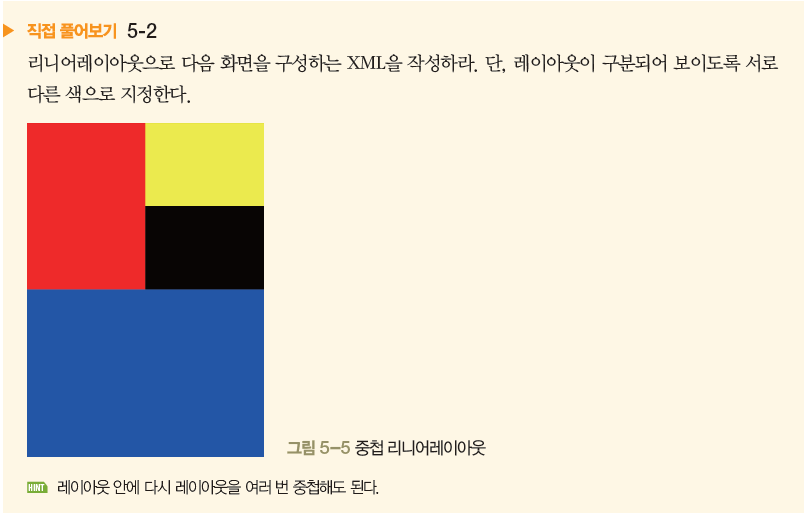 ▶ 직접 풀어보기 5-2
리니어레이아웃으로 다음 화면을 구성하는 XML을 작성하라. 단, 레이아웃이 구분되어 보이도록 서로
다른 색으로 지정한다.
그림 5-5 중첩 리니어레이아웃
HINT 레이아웃 안에 다시 레이아웃을 여러 번 중첩해도 된다.